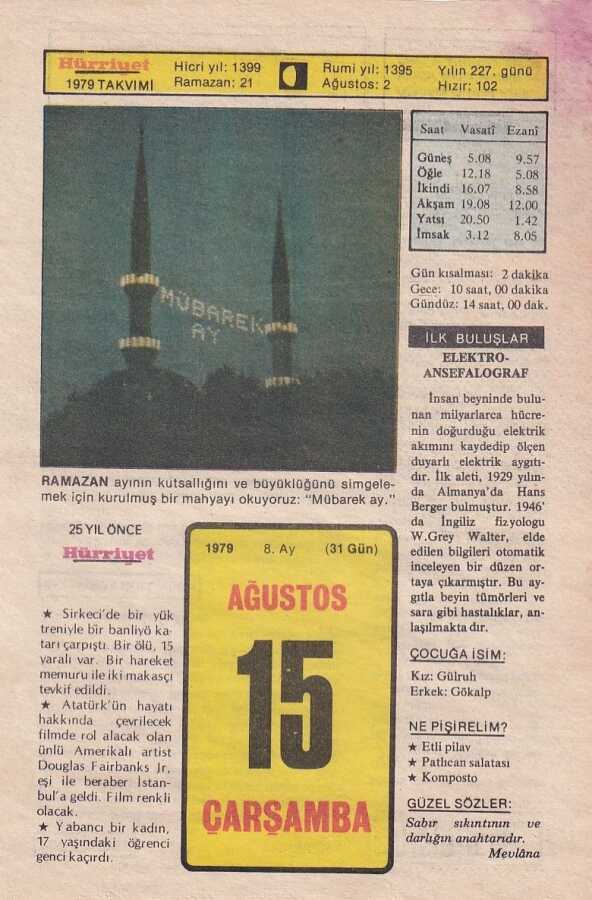 Hürriyet
1979 TAKVİMİ
Hicri yıl: 1399
Ramazan: 21
Rumi yıl: 1395
Ağustos: 2
Yılın 227. günü
Hızır: 102
MÜBAREK
AY
RAMAZAN ayının kutsallığını ve büyüklüğünü simgele-
mek için kurulmuş bir mahyayı okuyoruz: "Mübarek ay."
Saat Vasatî Ezanî
Güneş 5.08 9.57
Öğle 12.18 5.08
İkindi 16.07 8.58
Akşam 19.08 12.00
Yatsı 20.50 1.42
İmsak 3.12 8.05
Gün kısalması: 2 dakika
Gece: 10 saat, 00 dakika
Gündüz: 14 saat, 00 dak.
İLK BULUŞLAR
ELEKTRO-
ANSEFALOGRAF
İnsan beyninde bulu-
nan milyarlarca hücre-
nin doğurduğu elektrik
akımını kaydedip ölçen
duyarlı elektrik aygıtı-
dır. İlk aleti, 1929 yılın-
da Almanya'da Hans
Berger bulmuştur. 1946'
da İngiliz fizyologu
W.Grey Walter, elde
edilen bilgileri otomatik
inceleyen bir düzen or-
taya çıkarmıştır. Bu ay-
gıtla beyin tümörleri ve
sara gibi hastalıklar, an-
laşılmaktadır.
ÇOCUĞA İSİM:
Kız: Gülruh
Erkek: Gökalp
NE PİŞİRELİM?
★ Etli pilav
★ Patlıcan salatası
★ Komposto
GÜZEL SÖZLER:
Sabır sıkıntının ve
darlığın anahtarıdır.
Mevlâna
25 YIL ÖNCE
Hürriyet
★ Sirkeci'de bir yük
treniyle bir banliyö ka-
tarı çarpıştı. Bir ölü, 15
yaralı var. Bir hareket
memuru ile iki makasçı
tevkif edildi.
★ Atatürk'ün hayatı
hakkında çevrilecek
filmde rol alacak olan
ünlü Amerikalı artist
Douglas Fairbanks Jr.
eşi ile beraber İstan-
bul'a geldi. Film renkli
olacak.
★ Yabancı bir kadın,
17 yaşındaki öğrenci
genci kaçırdı.
1979 8. Ay (31 Gün)
AĞUSTOS
15
ÇARŞAMBA